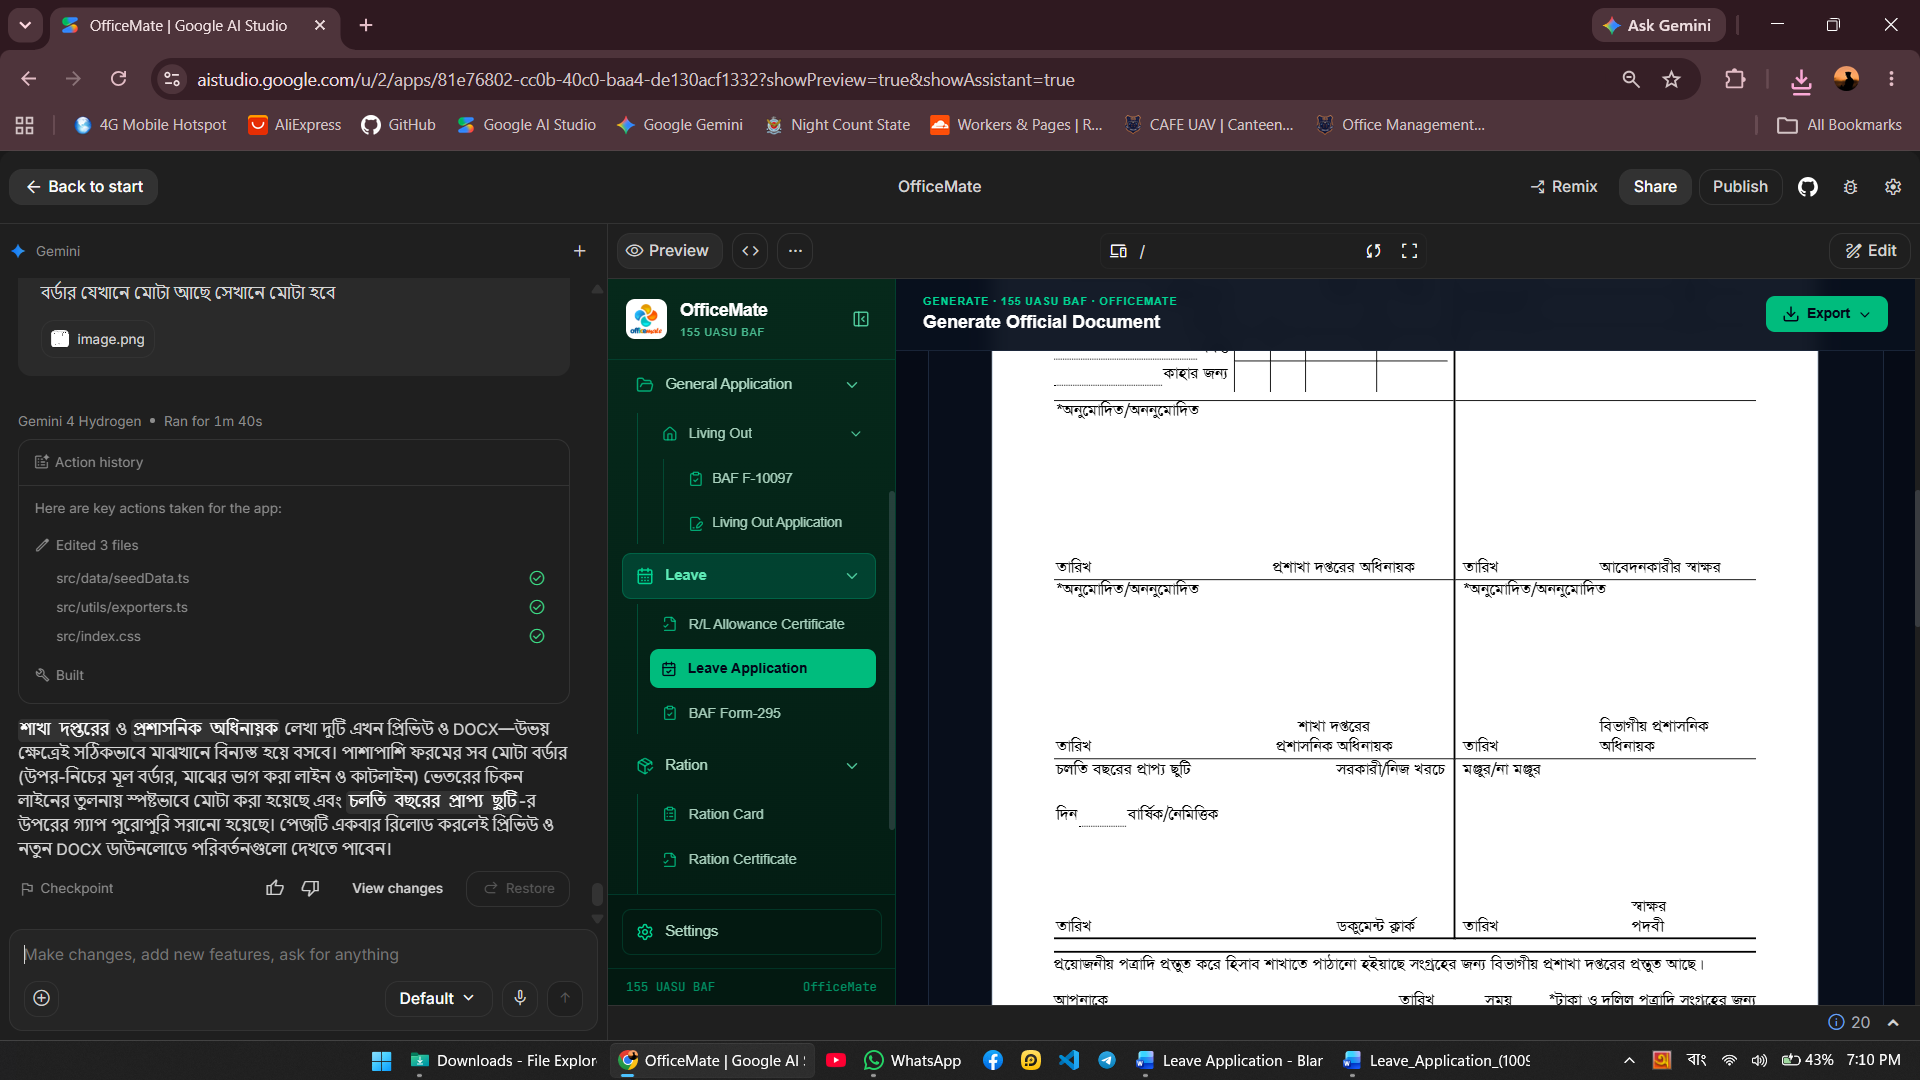 OfficeMate | Google AI Studio
Ask Gemini
aistudio.google.com/u/2/apps/81e76802-cc0b-40c0-baa4-de130acf1332?showPreview=true&showAssistant=true
4G Mobile Hotspot
AliExpress
GitHub
Google AI Studio
Google Gemini
Night Count State
Workers & Pages | R...
CAFE UAV | Canteen...
Office Management...
All Bookmarks
Back to start
OfficeMate
Remix
Share
Publish
Gemini
Preview
/
Edit
বর্ডার যেখানে মোটা আছে সেখানে মোটা হবে
image.png
Gemini 4 Hydrogen • Ran for 1m 40s
Action history
Here are key actions taken for the app:
Edited 3 files
src/data/seedData.ts
src/utils/exporters.ts
src/index.css
Built
শাখা দপ্তরের ও প্রশাসনিক অধিনায়ক লেখা দুটি এখন প্রিভিউ ও DOCX—উভয়
ক্ষেত্রেই সঠিকভাবে মাঝখানে বিন্যস্ত হয়ে বসবে। পাশাপাশি ফরমের সব মোটা বর্ডার
(উপর-নিচের মূল বর্ডার, মাঝের ভাগ করা লাইন ও কাটলাইন) ভেতরের চিকন
লাইনের তুলনায় স্পষ্টভাবে মোটা করা হয়েছে এবং চলতি বছরের প্রাপ্য ছুটি-র
উপরের গ্যাপ পুরোপুরি সরানো হয়েছে। পেজটি একবার রিলোড করলেই প্রিভিউ ও
নতুন DOCX ডাউনলোডে পরিবর্তনগুলো দেখতে পাবেন।
Checkpoint
View changes
Restore
Make changes, add new features, ask for anything
Default
OfficeMate
155 UASU BAF
General Application
Living Out
BAF F-10097
Living Out Application
Leave
R/L Allowance Certificate
Leave Application
BAF Form-295
Ration
Ration Card
Ration Certificate
Settings
155 UASU BAF
OfficeMate
GENERATE · 155 UASU BAF · OFFICEMATE
Generate Official Document
Export
কাহার জন্য
*অনুমোদিত/অননুমোদিত
তারিখ
প্রশাখা দপ্তরের অধিনায়ক
তারিখ
আবেদনকারীর স্বাক্ষর
*অনুমোদিত/অননুমোদিত
*অনুমোদিত/অননুমোদিত
শাখা দপ্তরের
বিভাগীয় প্রশাসনিক
তারিখ
প্রশাসনিক অধিনায়ক
তারিখ
অধিনায়ক
চলতি বছরের প্রাপ্য ছুটি
সরকারী/নিজ খরচে
মঞ্জুর/না মঞ্জুর
দিন
বার্ষিক/নৈমিত্তিক
স্বাক্ষর
তারিখ
ডকুমেন্ট ক্লার্ক
তারিখ
পদবী
প্রয়োজনীয় পত্রাদি প্রস্তুত করে হিসাব শাখাতে পাঠানো হইয়াছে সংগ্রহের জন্য বিভাগীয় প্রশাখা দপ্তরের প্রস্তুত আছে।
আপনাকে
তারিখ
সময়
*টাকা ও দলিল পত্রাদি সংগ্রহের জন্য
20
Downloads - File Explor
OfficeMate | Google AI S
WhatsApp
Leave Application - Blar
Leave_Application_(1009
বাং
43%
7:10 PM